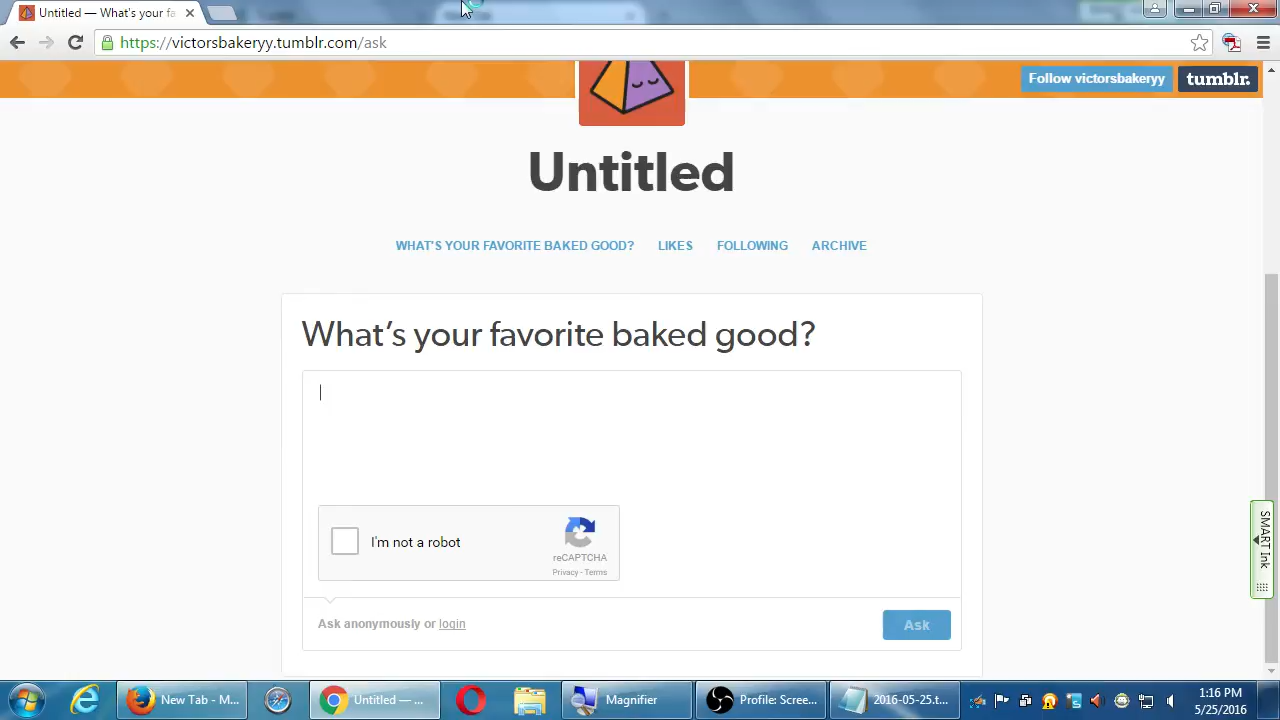 Untitled — What's your fa
https://victorsbakeryy.tumblr.com/ask
Follow victorsbakeryy
tumblr.
Untitled
WHAT'S YOUR FAVORITE BAKED GOOD?
LIKES
FOLLOWING
ARCHIVE
What's your favorite baked good?
I'm not a robot
reCAPTCHA
Privacy - Terms
Ask anonymously or login
Ask
SMART Ink
New Tab - M...
Untitled — ...
Magnifier
Profile: Scree...
2016-05-25.t...
1:16 PM
5/25/2016